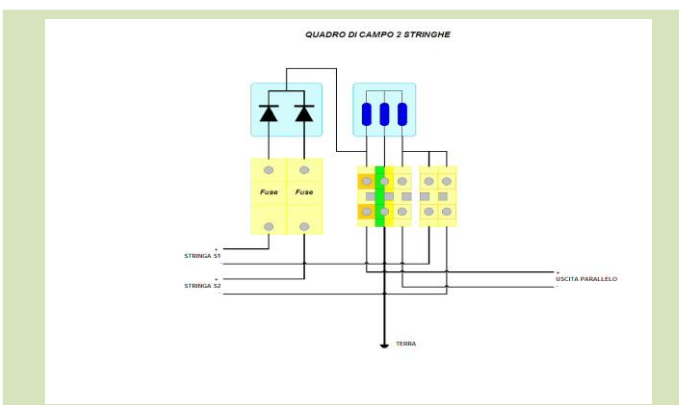 QUADRO DI CAMPO 2 STRINGHE
Fuse Fuse
+
STRINGA S1
-
+
STRINGA S2
-
+
USCITA PARALLELO
-
TERRA